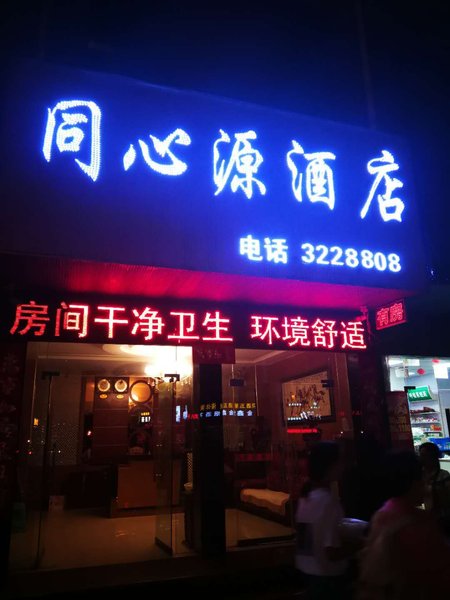 同心源酒店
电话 3228808
房间干净卫生 环境舒适
有房